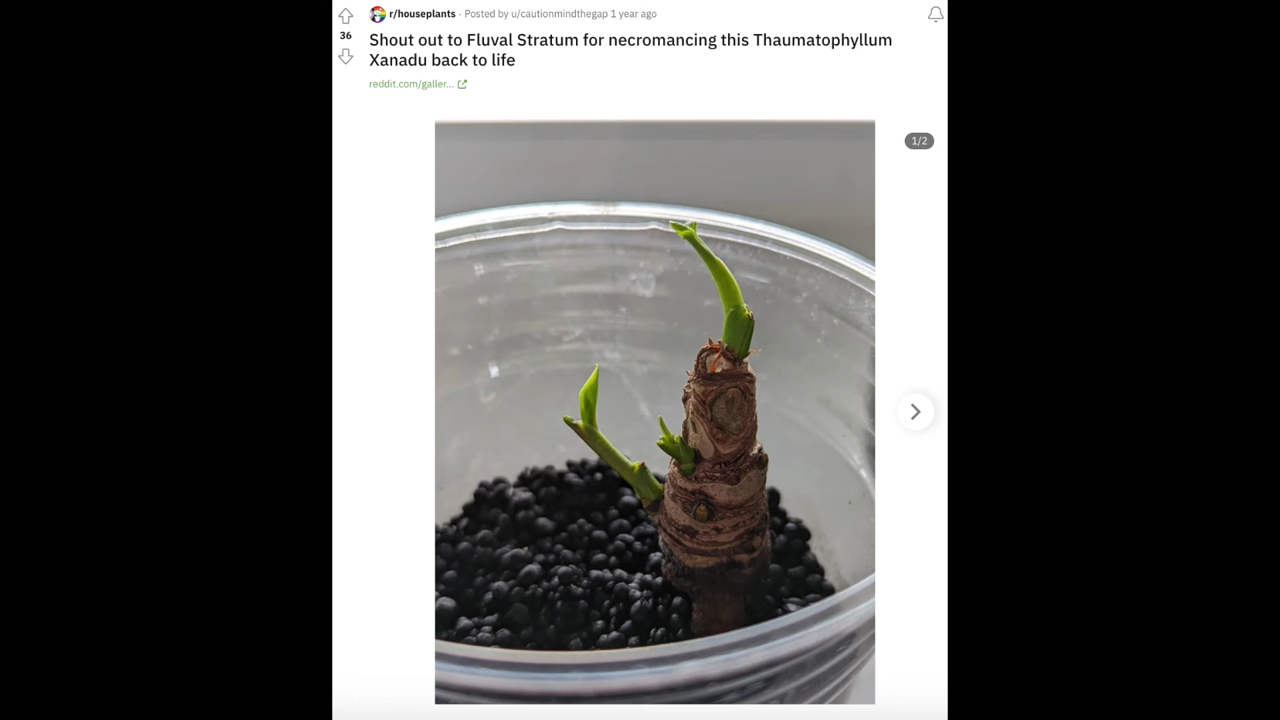 r/houseplants · Posted by u/cautionmindthegap 1 year ago
36
Shout out to Fluval Stratum for necromancing this Thaumatophyllum
Xanadu back to life
reddit.com/galler...
1/2